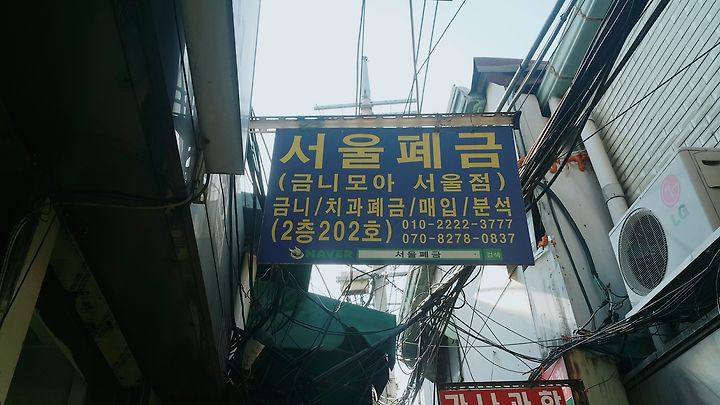 서울폐금
(금니모아 서울점)
금니/치과폐금/매입/분석
(2층202호)
010-2222-3777
070-8278-0837
NAVER 서울폐금 검색
LG